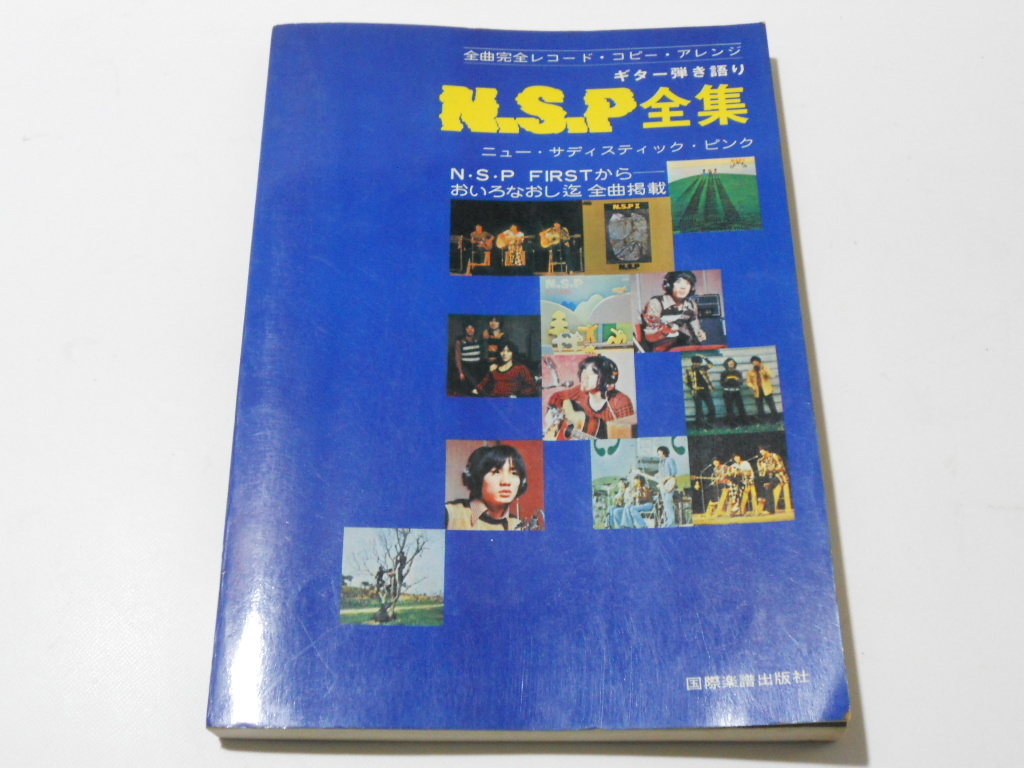 全曲完全レコード・コピー・アレンジ
ギター弾き語り
N.S.P全集
ニュー・サディスティック・ピンク
N・S・P FIRSTから──
おいろなおし迄 全曲掲載
N.S.P II
N.S.P
N.S.P
国際楽譜出版社